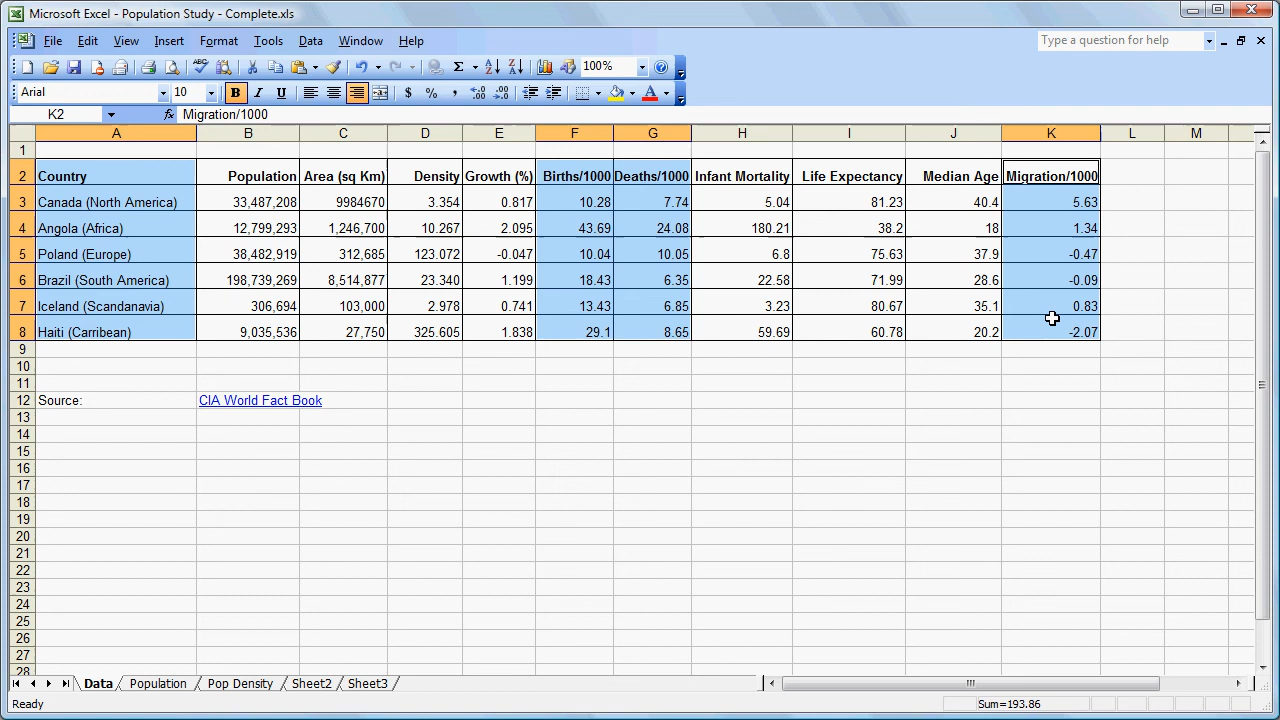 Microsoft Excel - Population Study - Complete.xls
File Edit View Insert Format Tools Data Window Help Type a question for help
ABC Σ A Z Z A 100% ?
Arial 10 B I U $ % , A
K2 fx Migration/1000
A B C D E F G H I J K L M
1
2 Country Population Area (sq Km) Density Growth (%) Births/1000 Deaths/1000 Infant Mortality Life Expectancy Median Age Migration/1000
3 Canada (North America) 33,487,208 9984670 3.354 0.817 10.28 7.74 5.04 81.23 40.4 5.63
4 Angola (Africa) 12,799,293 1,246,700 10.267 2.095 43.69 24.08 180.21 38.2 18 1.34
5 Poland (Europe) 38,482,919 312,685 123.072 -0.047 10.04 10.05 6.8 75.63 37.9 -0.47
6 Brazil (South America) 198,739,269 8,514,877 23.340 1.199 18.43 6.35 22.58 71.99 28.6 -0.09
7 Iceland (Scandanavia) 306,694 103,000 2.978 0.741 13.43 6.85 3.23 80.67 35.1 0.83
8 Haiti (Carribean) 9,035,536 27,750 325.605 1.838 29.1 8.65 59.69 60.78 20.2 -2.07
9
10
11
12 Source: CIA World Fact Book
13
14
15
16
17
18
19
20
21
22
23
24
25
26
27
28
Data Population Pop Density Sheet2 Sheet3
Ready Sum=193.86